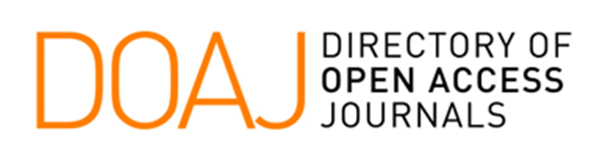 DOAJ
DIRECTORY OF
OPEN ACCESS
JOURNALS